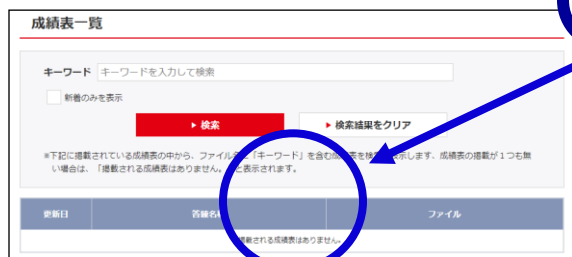 成績表一覧
キーワード キーワードを入力して検索
新着のみを表示
検索
検索結果をクリア
※下記に掲載されている成績表の中から、ファイル に「キーワード」を含む 表を検 示します。成績表の掲載が1つも無
い場合は、「掲載される成績表はありません。 と表示されます。
更新日 答練名 ファイル
掲載される成績表はありません。